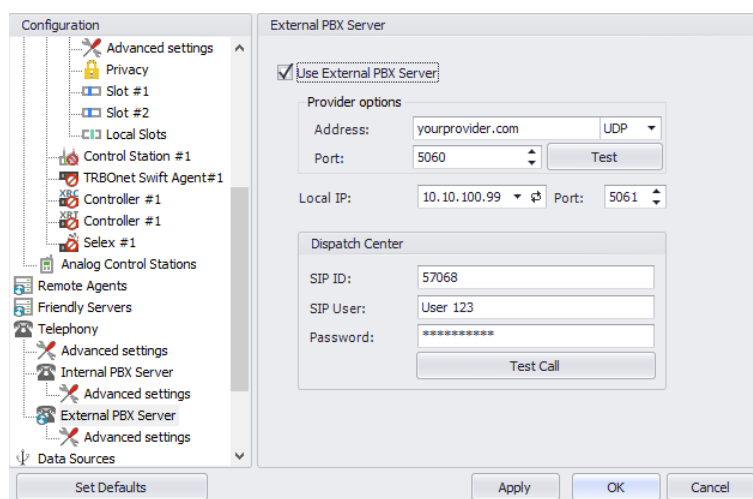 Configuration
Advanced settings
Privacy
Slot #1
Slot #2
Local Slots
Control Station #1
TRBOnet Swift Agent#1
XRC
Controller #1
XRT
Controller #1
Selex #1
Analog Control Stations
Remote Agents
Friendly Servers
Telephony
Advanced settings
Internal PBX Server
Advanced settings
External PBX Server
Advanced settings
Data Sources
External PBX Server
Use External PBX Server
Provider options
Address: yourprovider.com UDP
Port: 5060 Test
Local IP: 10.10.100.99 Port: 5061
Dispatch Center
SIP ID: 57068
SIP User: User 123
Password: **********
Test Call
Set Defaults Apply OK Cancel